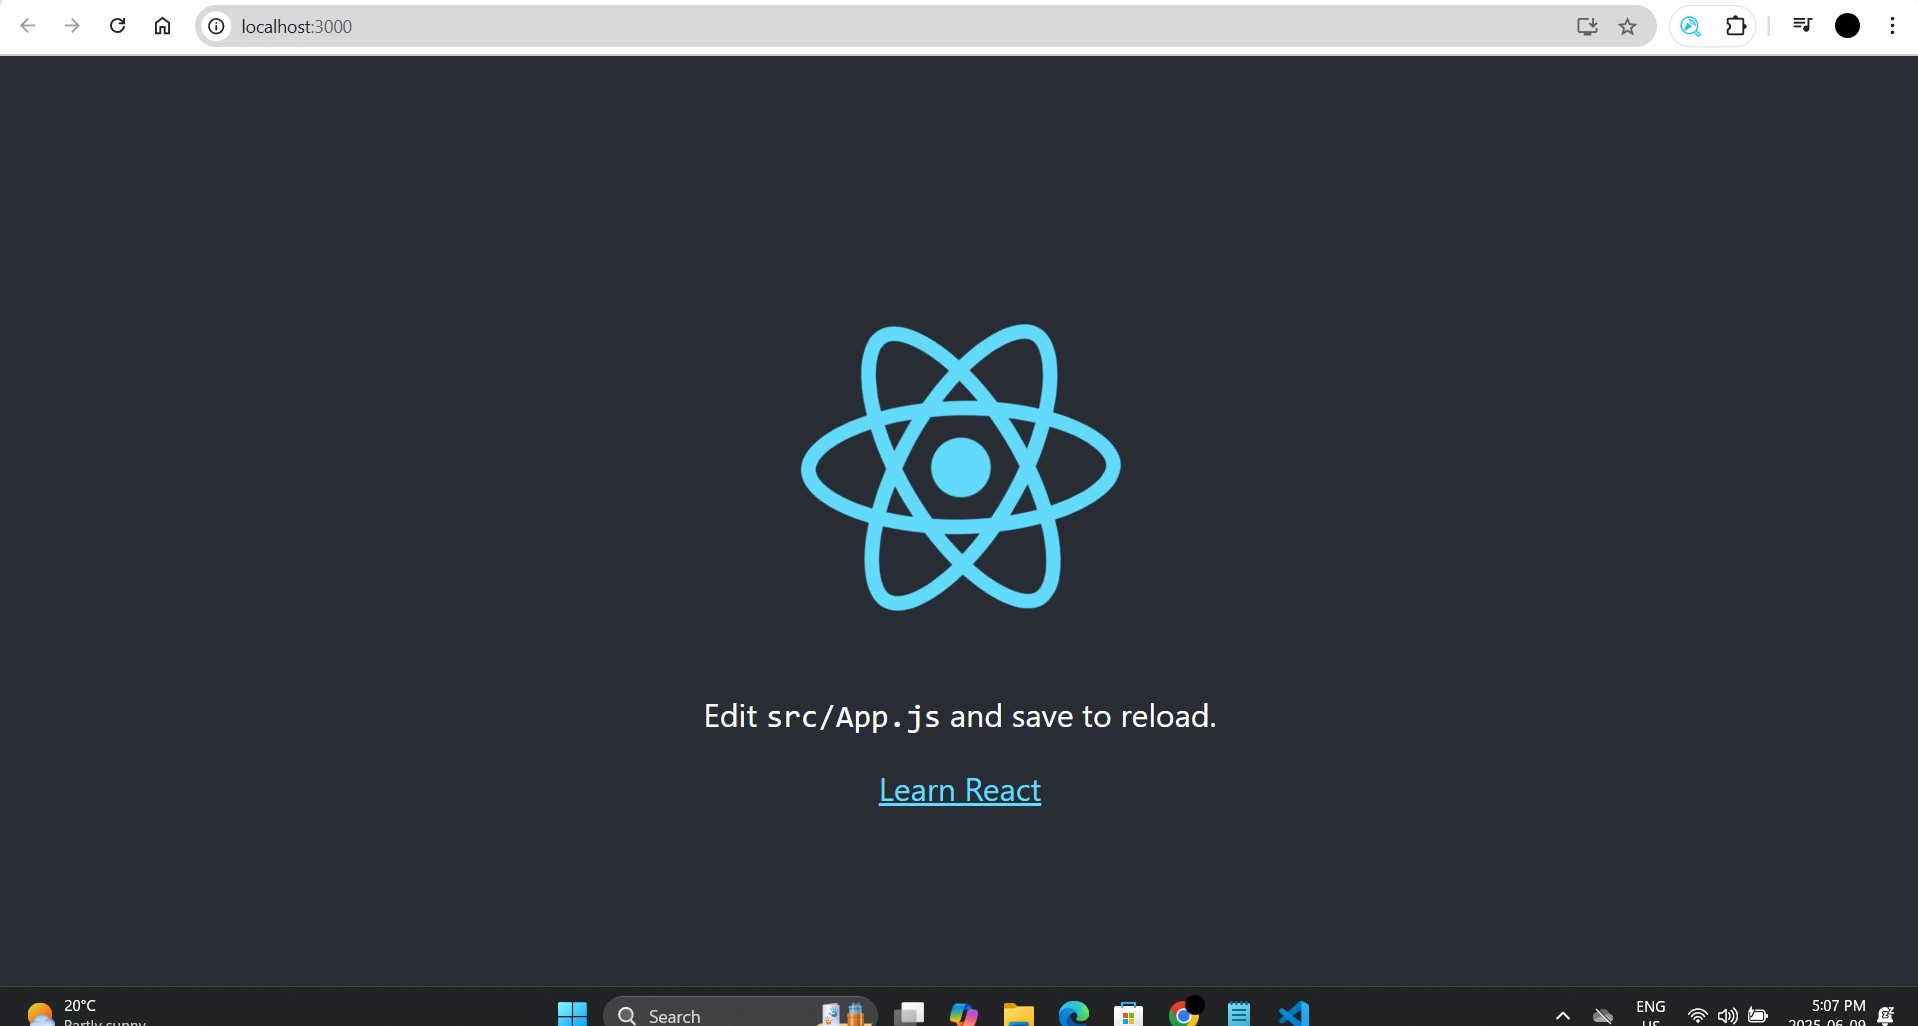 localhost:3000
Edit src/App.js and save to reload.
Learn React
20°C
Partly sunny
Search
ENG
US
5:07 PM
2025-06-09